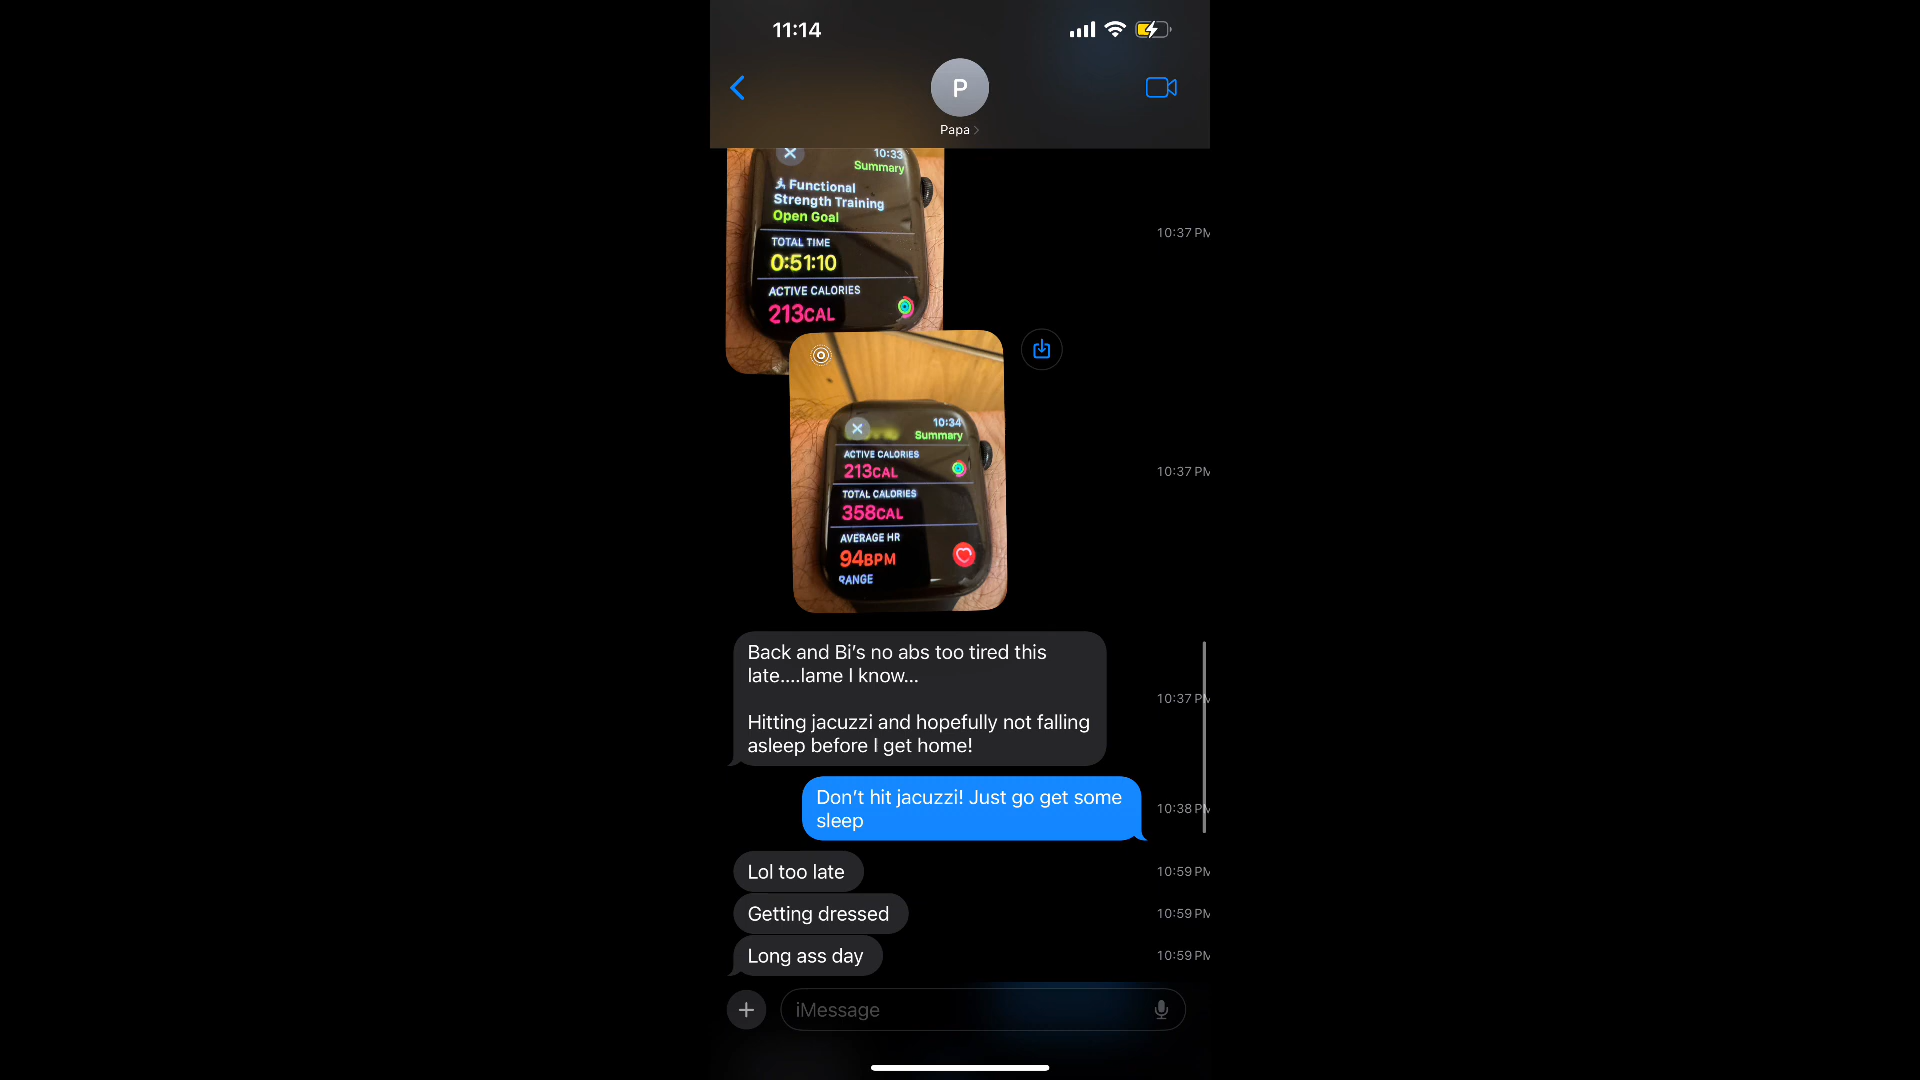 11:14
P
Papa
10:33
Summary
Functional
Strength Training
Open Goal
TOTAL TIME
0:51:10
ACTIVE CALORIES
213CAL
10:37 PM
10:34
Summary
ACTIVE CALORIES
213CAL
TOTAL CALORIES
358CAL
AVERAGE HR
94BPM
RANGE
10:37 PM
Back and Bi's no abs too tired this
late....lame I know...
Hitting jacuzzi and hopefully not falling
asleep before I get home!
10:37 PM
Don't hit jacuzzi! Just go get some
sleep
10:38 PM
Lol too late
10:59 PM
Getting dressed
10:59 PM
Long ass day
10:59 PM
iMessage